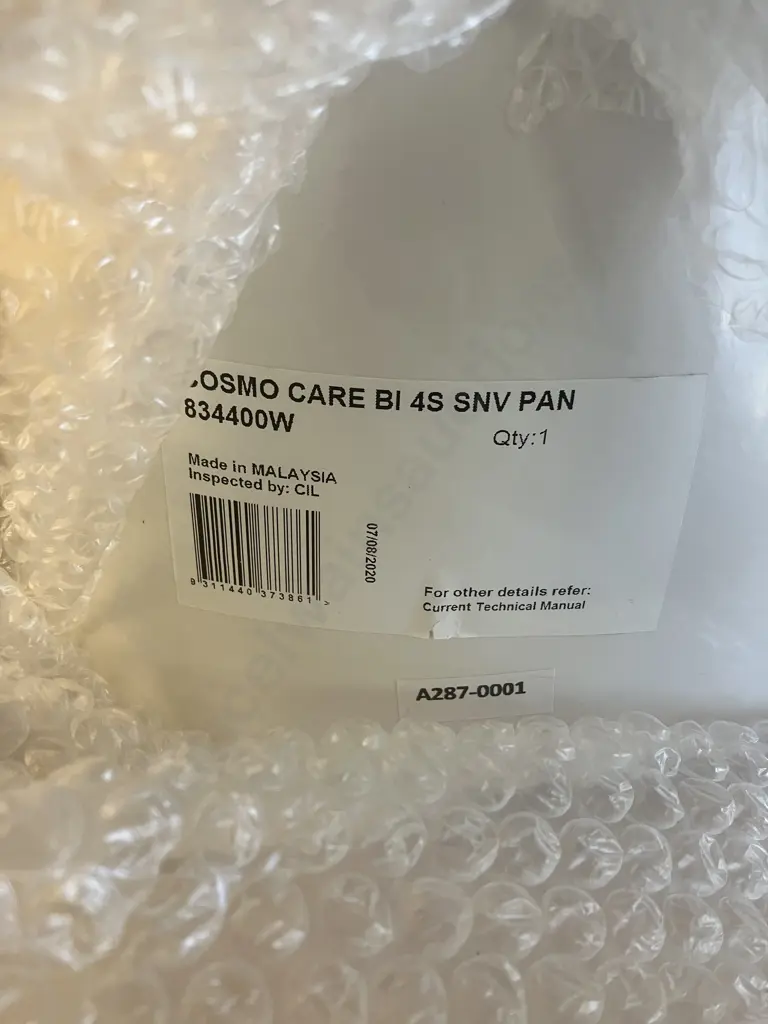 COSMO CARE BI 4S SNV PAN
834400W
Qty:1
Made in MALAYSIA
Inspected by: CIL
07/08/2020
9 311440 373861 >
For other details refer:
Current Technical Manual
A287-0001